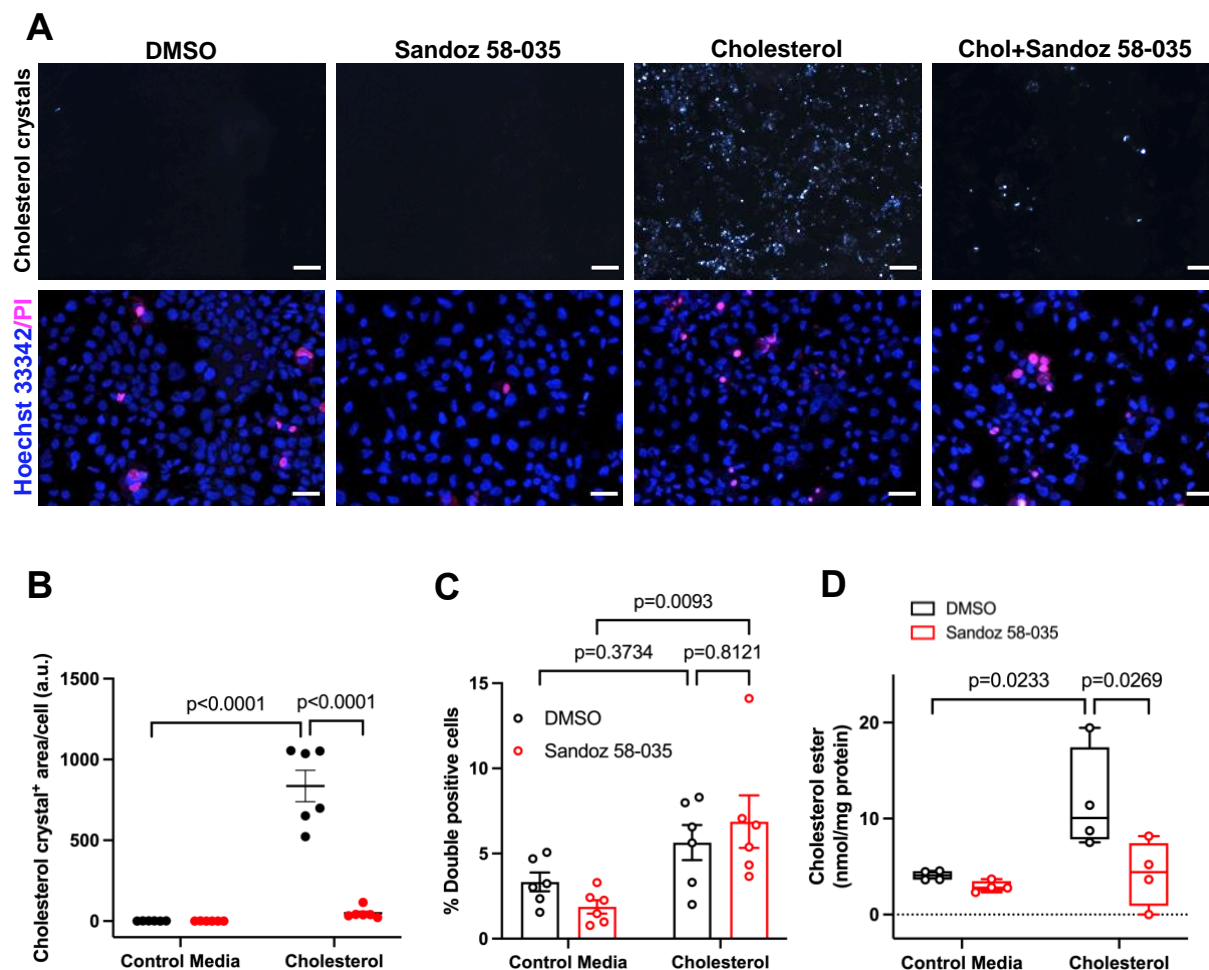 A
DMSO
Sandoz 58-035
Cholesterol
Chol+Sandoz 58-035
Cholesterol crystals
Hoechst 33342/PI
B
Cholesterol crystal⁺ area/cell (a.u.)
1500
1000
500
0
p<0.0001
p<0.0001
Control Media
Cholesterol
C
% Double positive cells
15
10
5
0
p=0.0093
p=0.3734
p=0.8121
DMSO
Sandoz 58-035
Control Media
Cholesterol
D
DMSO
Sandoz 58-035
Cholesterol ester
(nmol/mg protein)
20
10
0
p=0.0233
p=0.0269
Control Media
Cholesterol